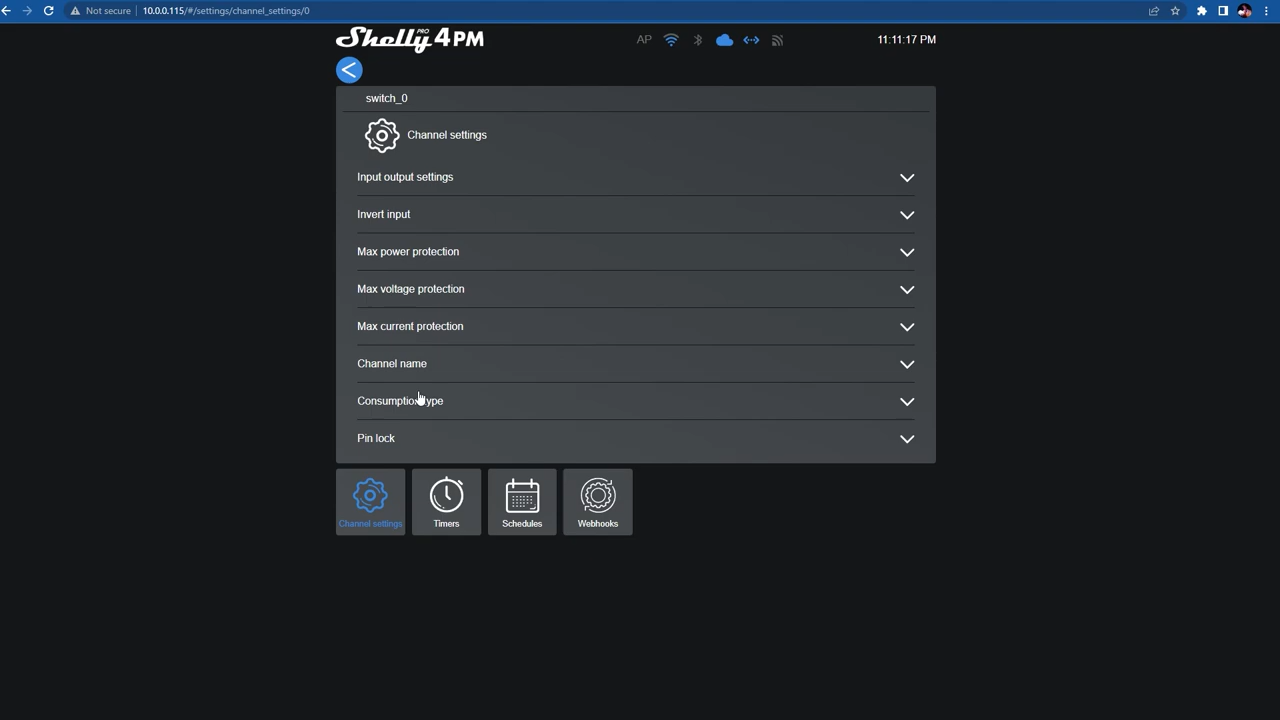 Not secure
10.0.0.115/#/settings/channel_settings/0
Shelly PRO 4PM
AP
11:11:17 PM
switch_0
Channel settings
Input output settings
Invert input
Max power protection
Max voltage protection
Max current protection
Channel name
Consumption type
Pin lock
Channel settings
Timers
Schedules
Webhooks